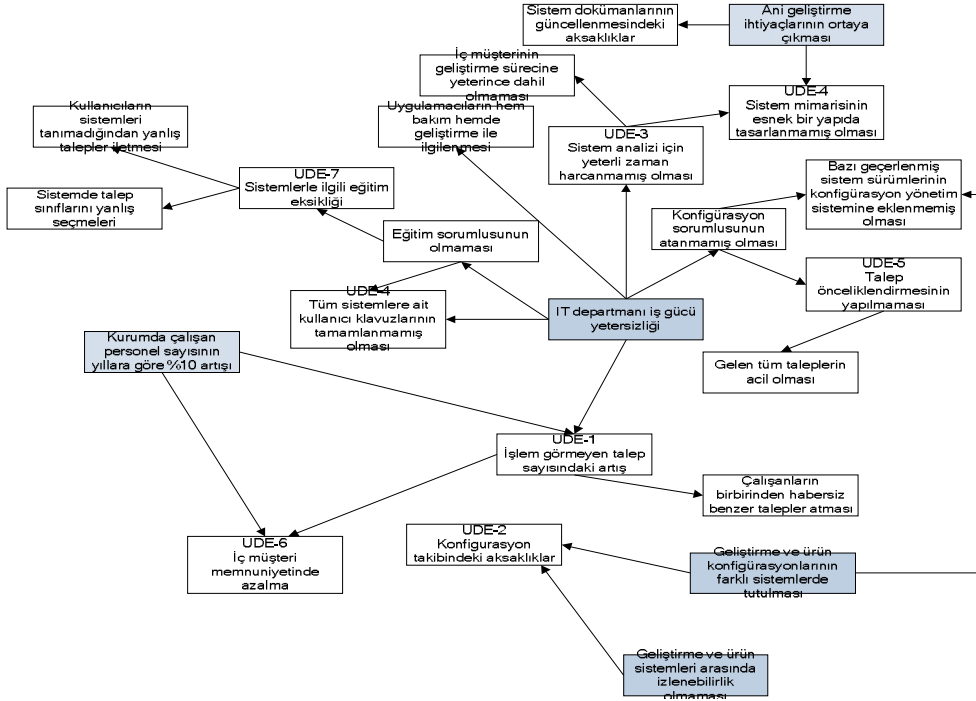 Sistem dokümanlarının
güncellenmesindeki
aksaklıklar
Ani geliştirme
ihtiyaçlarının ortaya
çıkması
İç müşterinin
geliştirme sürecine
yeterince dahil
olmaması
UDE-4
Sistem mimarisinin
esnek bir yapıda
tasarlanmamış olması
Kullanıcıların
sistemleri
tanımadığından yanlış
talepler iletmesi
Uygulamacıların hem
bakım hemde
geliştirme ile
ilgilenmesi
UDE-3
Sistem analizi için
yeterli zaman
harcanmamış olması
Bazı geçerlenmiş
sistem sürümlerinin
konfigürasyon yönetim
sistemine eklenmemiş
olması
UDE-7
Sistemlerle ilgili eğitim
eksikliği
Sistemde talep
sınıflarını yanlış
seçmeleri
Eğitim sorumlusunun
olmaması
Konfigürasyon
sorumlusunun
atanmamış olması
UDE-5
Talep
önceliklendirmesinin
yapılmaması
UDE-4
Tüm sistemlere ait
kullanıcı klavuzlarının
tamamlanmamış
olması
IT departmanı iş gücü
yetersizliği
Kurumda çalışan
personel sayısının
yıllara göre %10 artışı
Gelen tüm taleplerin
acil olması
UDE-1
İşlem görmeyen talep
sayısındaki artış
Çalışanların
birbirinden habersiz
benzer talepler atması
UDE-6
İç müşteri
memnuniyetinde
azalma
UDE-2
Konfigurasyon
takibindeki aksaklıklar
Geliştirme ve ürün
konfigürasyonlarının
farklı sistemlerde
tutulması
Geliştirme ve ürün
sistemleri arasında
izlenebilirlik
olmaması